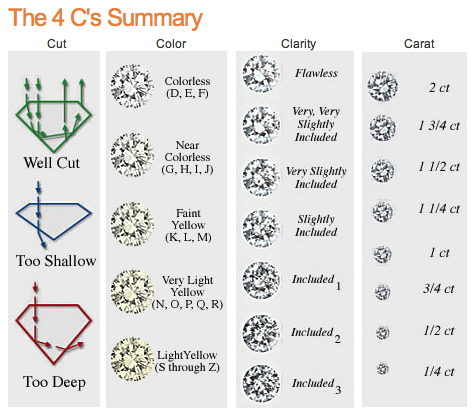 The 4 C's Summary
Cut
Well Cut
Too Shallow
Too Deep
Color
Colorless
(D, E, F)
Near
Colorless
(G, H, I, J)
Faint
Yellow
(K, L, M)
Very Light
Yellow
(N, O, P, Q, R)
LightYellow
(S through Z)
Clarity
Flawless
Very, Very
Slightly
Included
Very Slightly
Included
Slightly
Included
Included 1
Included 2
Included 3
Carat
2 ct
1 3/4 ct
1 1/2 ct
1 1/4 ct
1 ct
3/4 ct
1/2 ct
1/4 ct